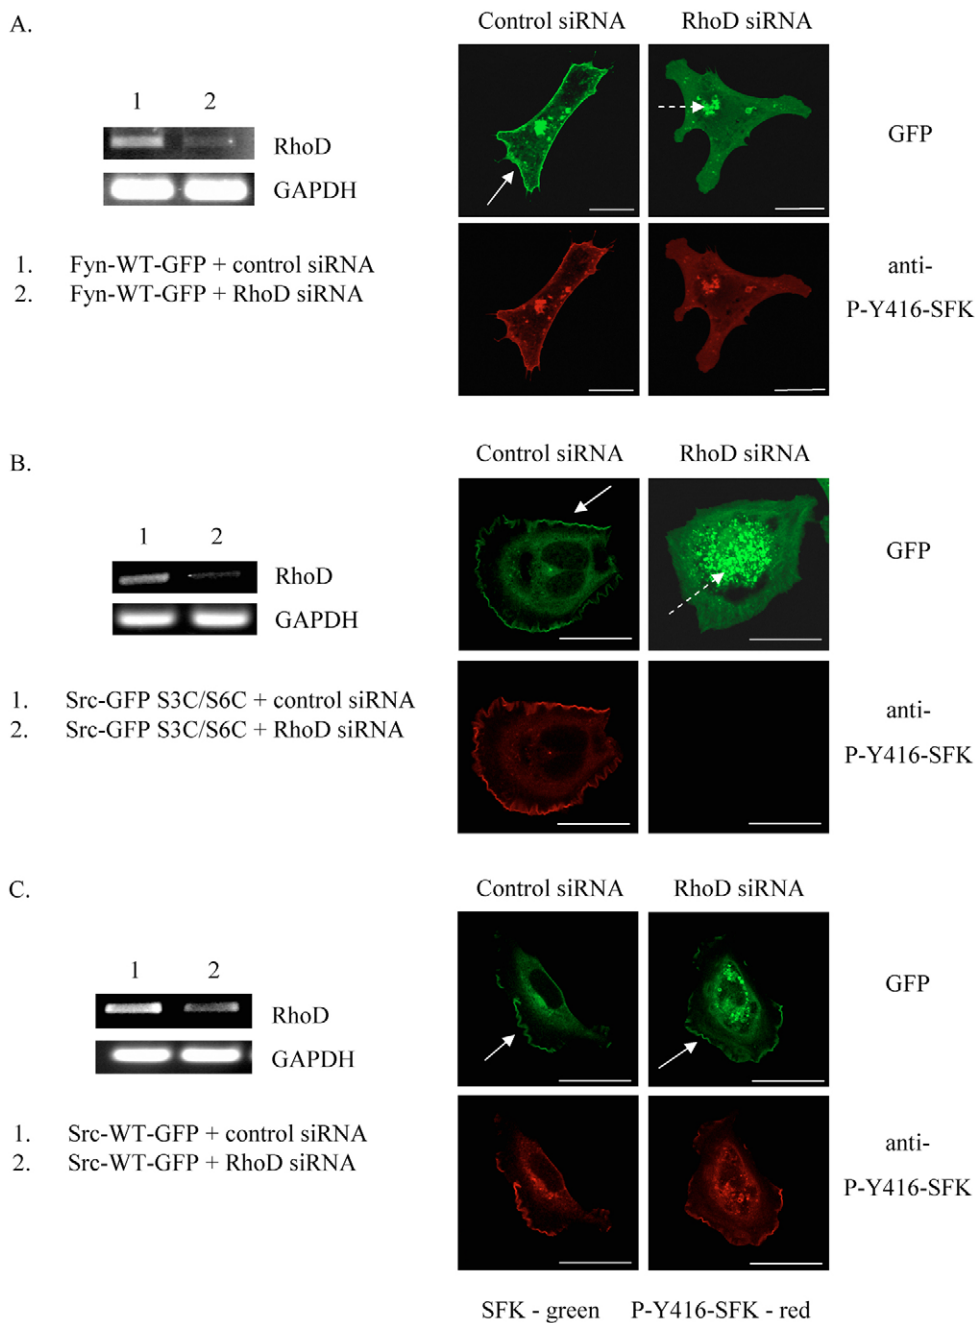 A.
Control siRNA RhoD siRNA
1 2
RhoD
GAPDH
GFP
1. Fyn-WT-GFP + control siRNA
2. Fyn-WT-GFP + RhoD siRNA
anti-
P-Y416-SFK
B.
Control siRNA RhoD siRNA
1 2
RhoD
GAPDH
GFP
1. Src-GFP S3C/S6C + control siRNA
2. Src-GFP S3C/S6C + RhoD siRNA
anti-
P-Y416-SFK
C.
Control siRNA RhoD siRNA
1 2
RhoD
GAPDH
GFP
1. Src-WT-GFP + control siRNA
2. Src-WT-GFP + RhoD siRNA
anti-
P-Y416-SFK
SFK - green P-Y416-SFK - red